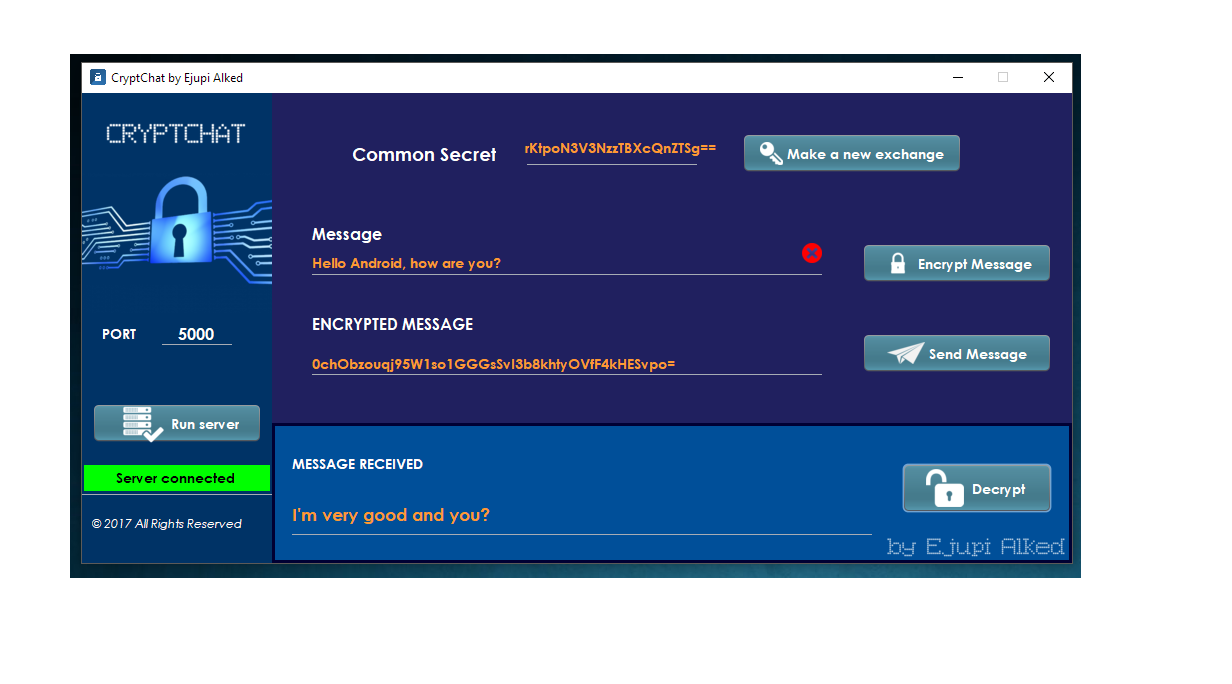 CryptChat by Ejupi Alked
CRYPTCHAT
Common Secret rKtpoN3V3NzzTBXcQnZTSg== Make a new exchange
Message
Hello Android, how are you?
Encrypt Message
ENCRYPTED MESSAGE
0chObzouqj95W1so1GGGsSvI3b8khtyOVfF4kHESvpo=
Send Message
PORT 5000
Run server
Server connected
© 2017 All Rights Reserved
MESSAGE RECEIVED
I'm very good and you?
Decrypt
by Ejupi Alked